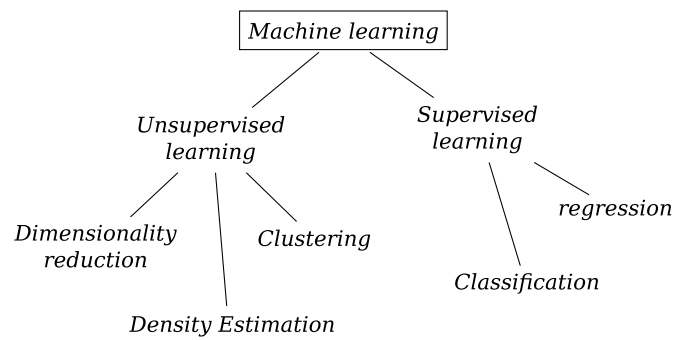 Machine learning
Unsupervised
learning
Supervised
learning
Dimensionality
reduction
Clustering
regression
Classification
Density Estimation